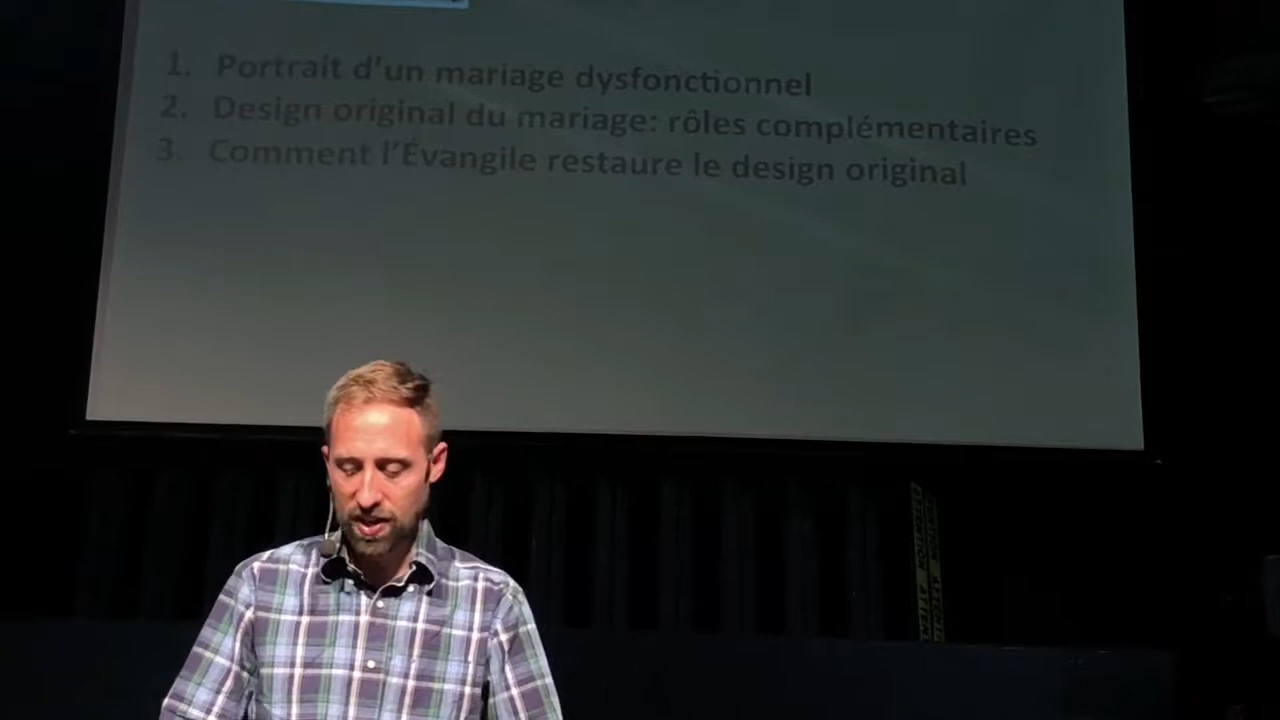 1. Portrait d'un mariage dysfonctionnel
2. Design original du mariage: rôles complémentaires
3. Comment l'Évangile restaure le design original